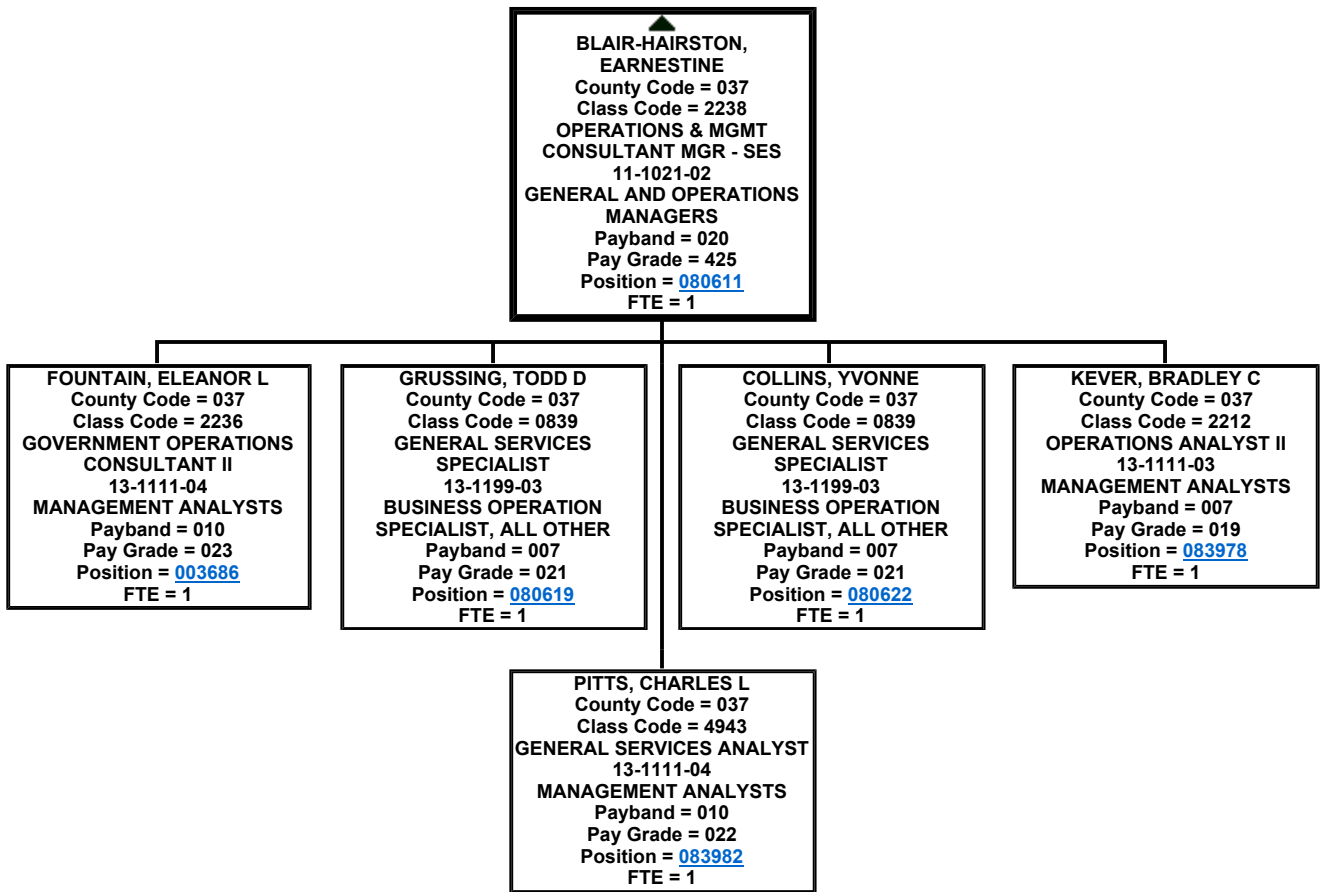 BLAIR-HAIRSTON,
EARNESTINE
County Code = 037
Class Code = 2238
OPERATIONS & MGMT
CONSULTANT MGR - SES
11-1021-02
GENERAL AND OPERATIONS
MANAGERS
Payband = 020
Pay Grade = 425
Position = 080611
FTE = 1
FOUNTAIN, ELEANOR L
County Code = 037
Class Code = 2236
GOVERNMENT OPERATIONS
CONSULTANT II
13-1111-04
MANAGEMENT ANALYSTS
Payband = 010
Pay Grade = 023
Position = 003686
FTE = 1
GRUSSING, TODD D
County Code = 037
Class Code = 0839
GENERAL SERVICES
SPECIALIST
13-1199-03
BUSINESS OPERATION
SPECIALIST, ALL OTHER
Payband = 007
Pay Grade = 021
Position = 080619
FTE = 1
COLLINS, YVONNE
County Code = 037
Class Code = 0839
GENERAL SERVICES
SPECIALIST
13-1199-03
BUSINESS OPERATION
SPECIALIST, ALL OTHER
Payband = 007
Pay Grade = 021
Position = 080622
FTE = 1
KEVER, BRADLEY C
County Code = 037
Class Code = 2212
OPERATIONS ANALYST II
13-1111-03
MANAGEMENT ANALYSTS
Payband = 007
Pay Grade = 019
Position = 083978
FTE = 1
PITTS, CHARLES L
County Code = 037
Class Code = 4943
GENERAL SERVICES ANALYST
13-1111-04
MANAGEMENT ANALYSTS
Payband = 010
Pay Grade = 022
Position = 083982
FTE = 1